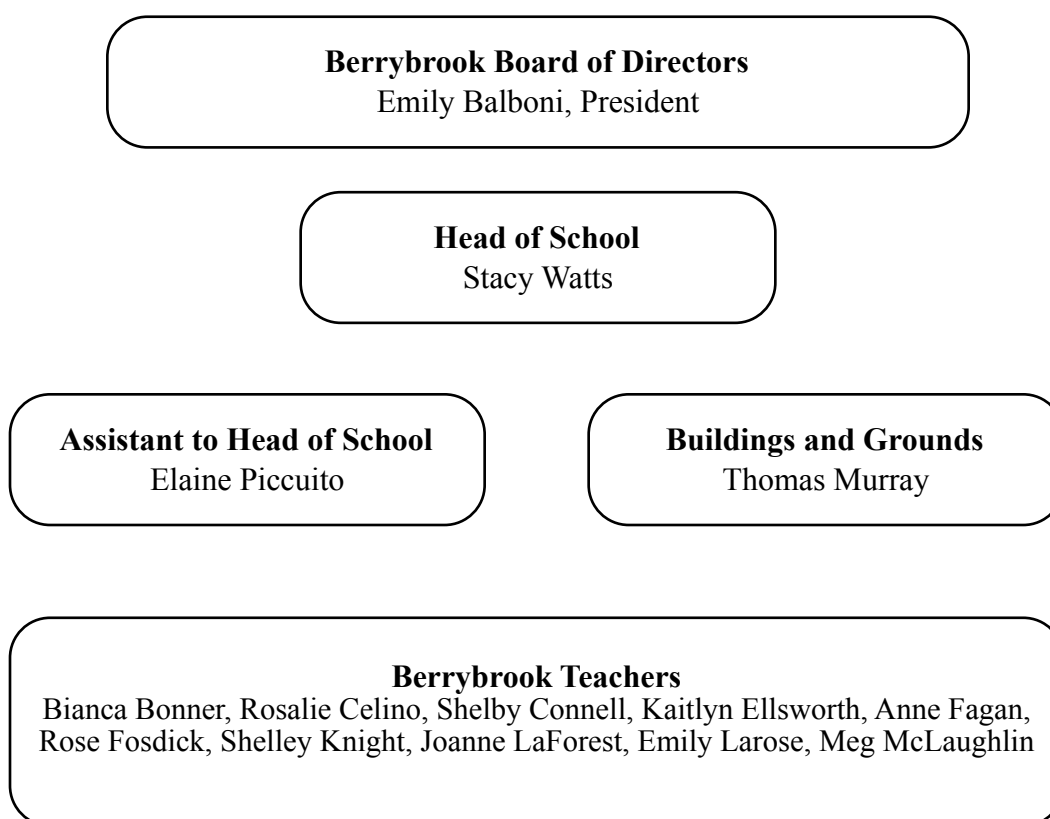 Berrybrook Board of Directors
Emily Balboni, President
Head of School
Stacy Watts
Assistant to Head of School
Elaine Piccuito
Buildings and Grounds
Thomas Murray
Berrybrook Teachers
Bianca Bonner, Rosalie Celino, Shelby Connell, Kaitlyn Ellsworth, Anne Fagan,
Rose Fosdick, Shelley Knight, Joanne LaForest, Emily Larose, Meg McLaughlin